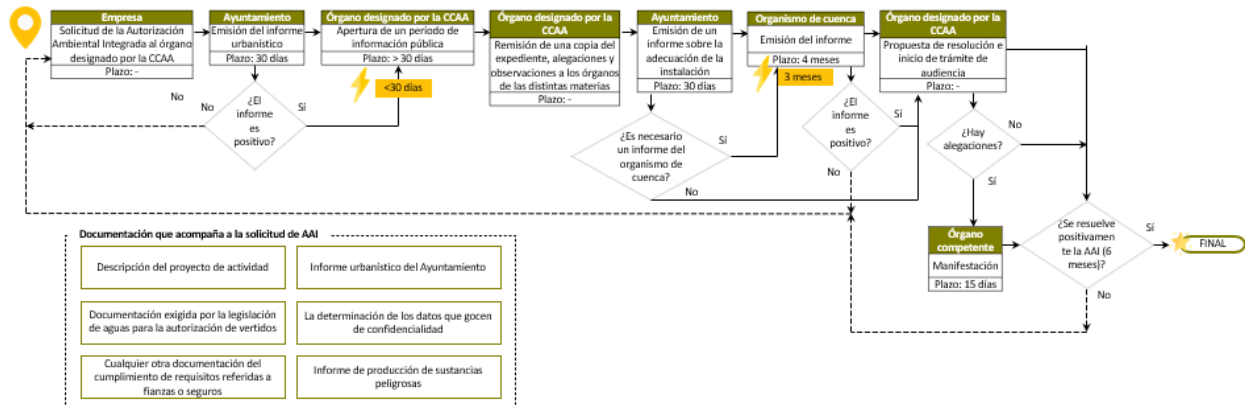 Empresa
Solicitud de la Autorización
Ambiental Integrada al órgano
designado por la CCAA
Plazo: -
Ayuntamiento
Emisión del informe
urbanístico
Plazo: 30 días
Órgano designado por la CCAA
Apertura de un período de
información pública
Plazo: > 30 días
<30 días
Órgano designado por la
CCAA
Remisión de una copia del
expediente, alegaciones y
observaciones a los órganos
de las distintas materias
Plazo: -
Ayuntamiento
Emisión de un
informe sobre la
adecuación de la
instalación
Plazo: 30 días
Organismo de cuenca
Emisión del informe
Plazo: 4 meses
3 meses
Órgano designado por la
CCAA
Propuesta de resolución e
inicio de trámite de
audiencia
Plazo: -
No
No
¿El
informe
es
positivo?
Sí
¿Es necesario
un informe del
organismo de
cuenca?
Sí
No
¿El
informe
es
positivo?
Sí
No
¿Hay
alegaciones?
No
Sí
Órgano
competente
Manifestación
Plazo: 15 días
¿Se resuelve
positivamen
te la AAI (6
meses)?
Sí
No
FINAL
Documentación que acompaña a la solicitud de AAI
Descripción del proyecto de actividad
Informe urbanístico del Ayuntamiento
Documentación exigida por la legislación
de aguas para la autorización de vertidos
La determinación de los datos que gocen
de confidencialidad
Cualquier otra documentación del
cumplimiento de requisitos referidas a
fianzas o seguros
Informe de producción de sustancias
peligrosas